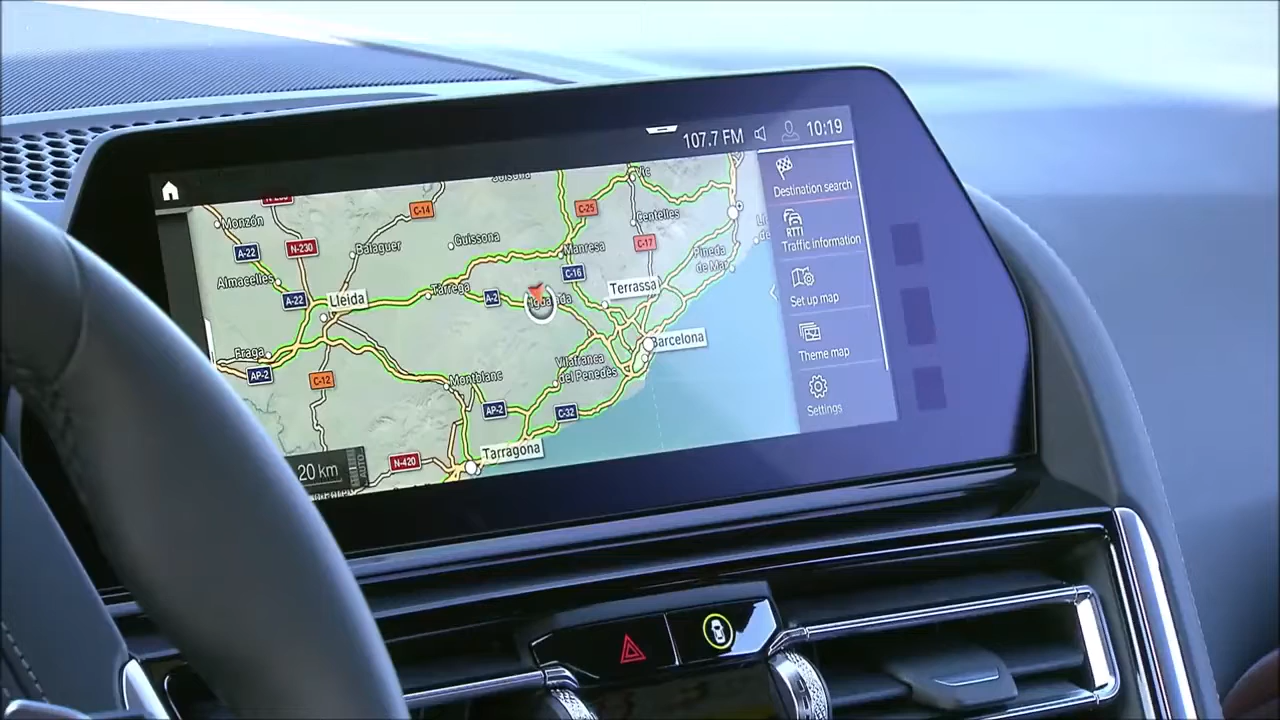 107.7 FM
10:19
Destination search
RTTI
Traffic information
Set up map
Theme map
Settings
Vic
C-25
C-14
Monzón
N-230
Balaguer
Guissona
Centelles
C-17
A-22
Manresa
Pineda
de Mar
Almacelles
C-16
A-22
Lleida
Tàrrega
A-2
Terrassa
Barcelona
Fraga
AP-2
C-12
Vilafranca
del Penedès
Montblanc
AP-2
C-32
Tarragona
N-420
20 km
AUTO